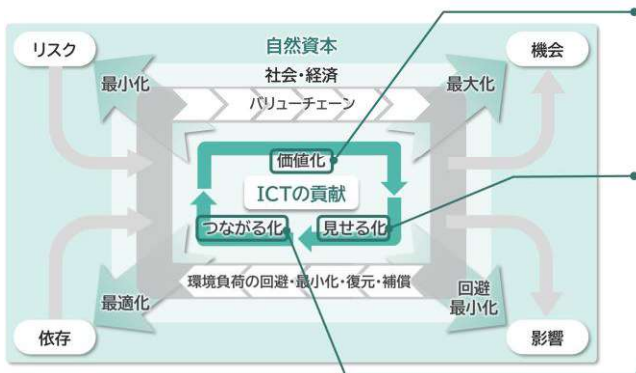 リスク
自然資本
機会
最小化
社会・経済
最大化
バリューチェーン
価値化
ICTの貢献
つながる化
見せる化
環境負荷の回避・最小化・復元・補償
最適化
回避
最小化
依存
影響